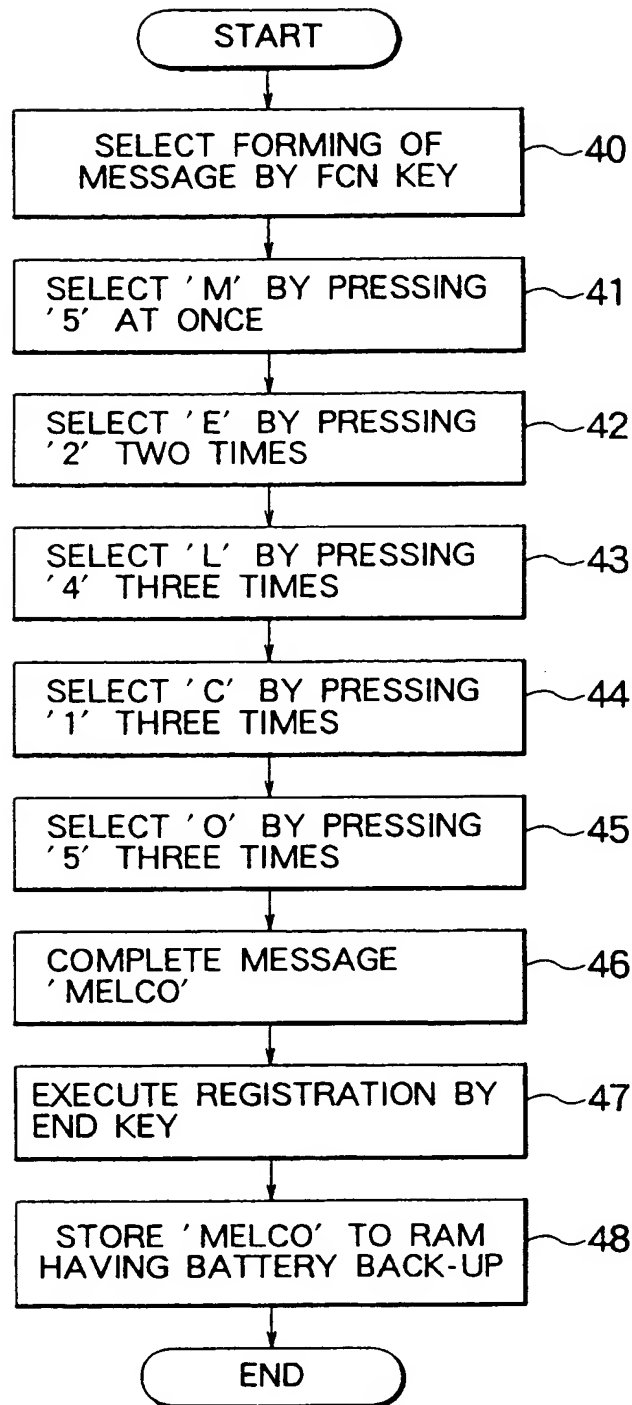 START
SELECT FORMING OF
MESSAGE BY FCN KEY
40
SELECT 'M' BY PRESSING
'5' AT ONCE
41
SELECT 'E' BY PRESSING
'2' TWO TIMES
42
SELECT 'L' BY PRESSING
'4' THREE TIMES
43
SELECT 'C' BY PRESSING
'1' THREE TIMES
44
SELECT 'O' BY PRESSING
'5' THREE TIMES
45
COMPLETE MESSAGE
'MELCO'
46
EXECUTE REGISTRATION BY
END KEY
47
STORE 'MELCO' TO RAM
HAVING BATTERY BACK-UP
48
END